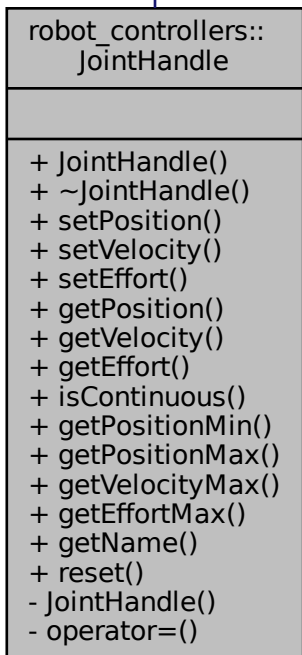 robot_controllers::
JointHandle
+ JointHandle()
+ ~JointHandle()
+ setPosition()
+ setVelocity()
+ setEffort()
+ getPosition()
+ getVelocity()
+ getEffort()
+ isContinuous()
+ getPositionMin()
+ getPositionMax()
+ getVelocityMax()
+ getEffortMax()
+ getName()
+ reset()
- JointHandle()
- operator=()